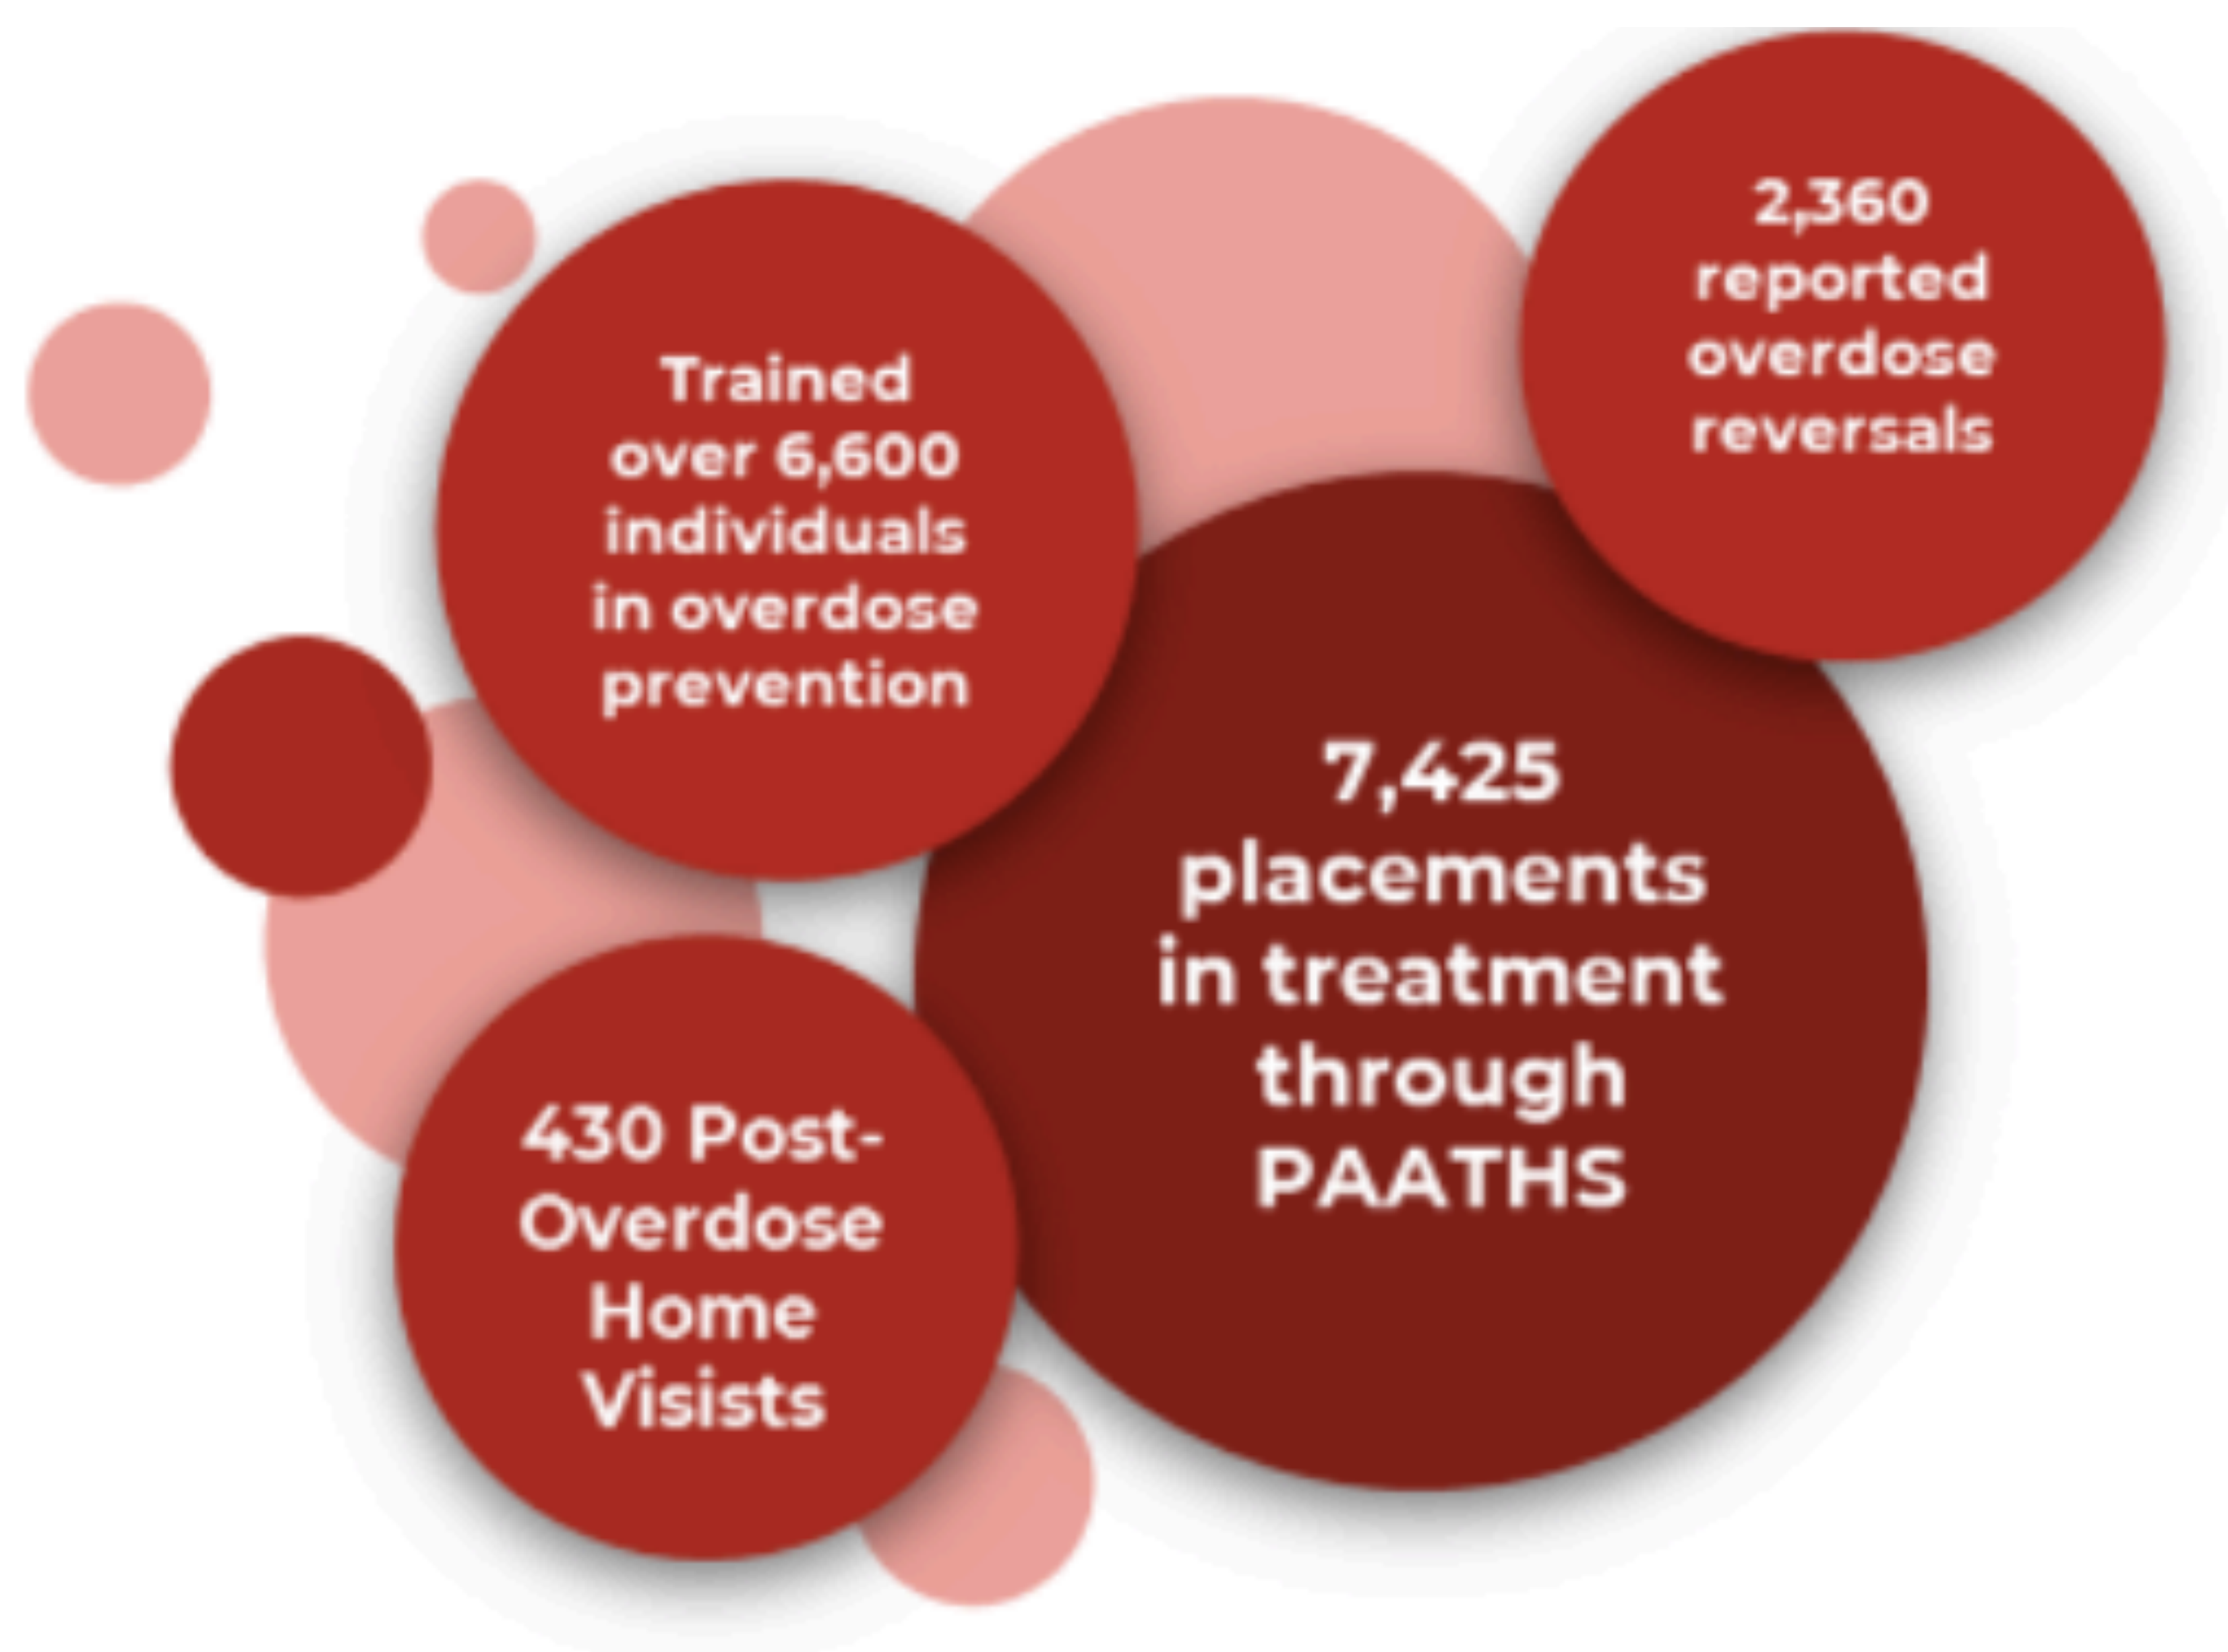 2,360
reported
overdose
reversals
Trained
over 6,600
individuals
in overdose
prevention
7,425
placements
in treatment
through
PAATHS
430 Post-
Overdose
Home
Visists